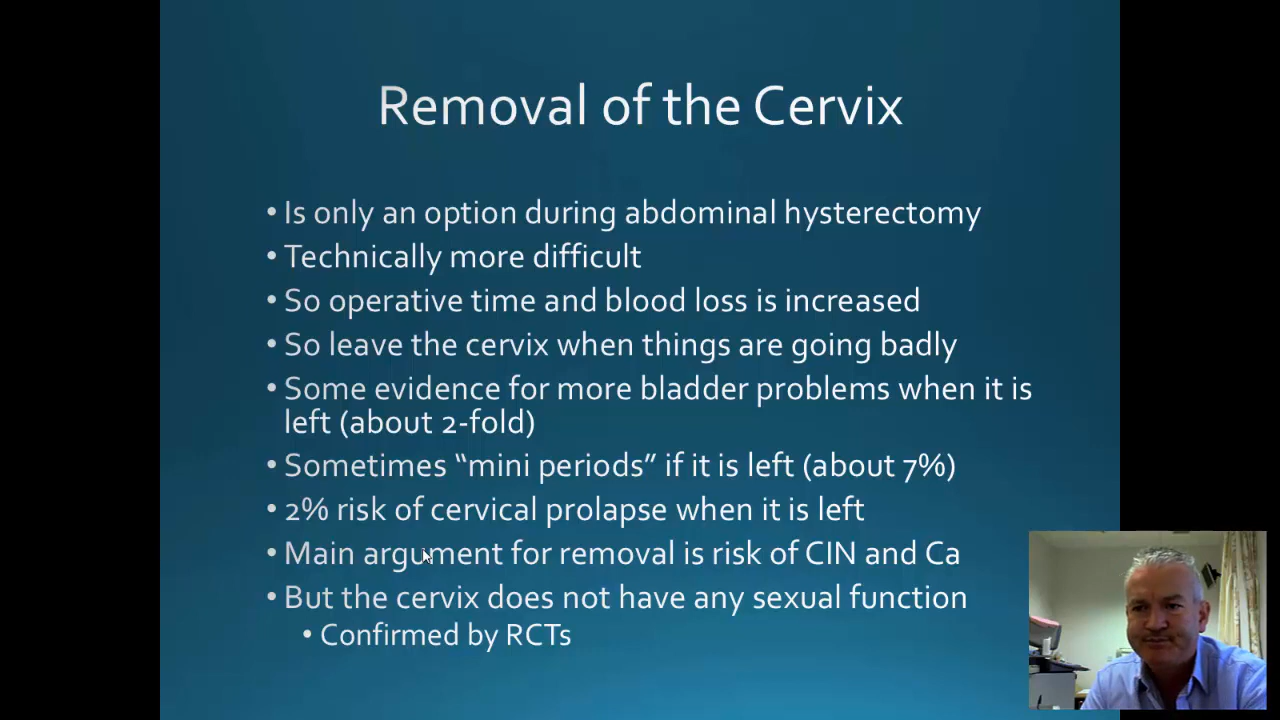 Removal of the Cervix
• Is only an option during abdominal hysterectomy
• Technically more difficult
• So operative time and blood loss is increased
• So leave the cervix when things are going badly
• Some evidence for more bladder problems when it is
left (about 2-fold)
• Sometimes “mini periods” if it is left (about 7%)
• 2% risk of cervical prolapse when it is left
• Main argument for removal is risk of CIN and Ca
• But the cervix does not have any sexual function
• Confirmed by RCTs